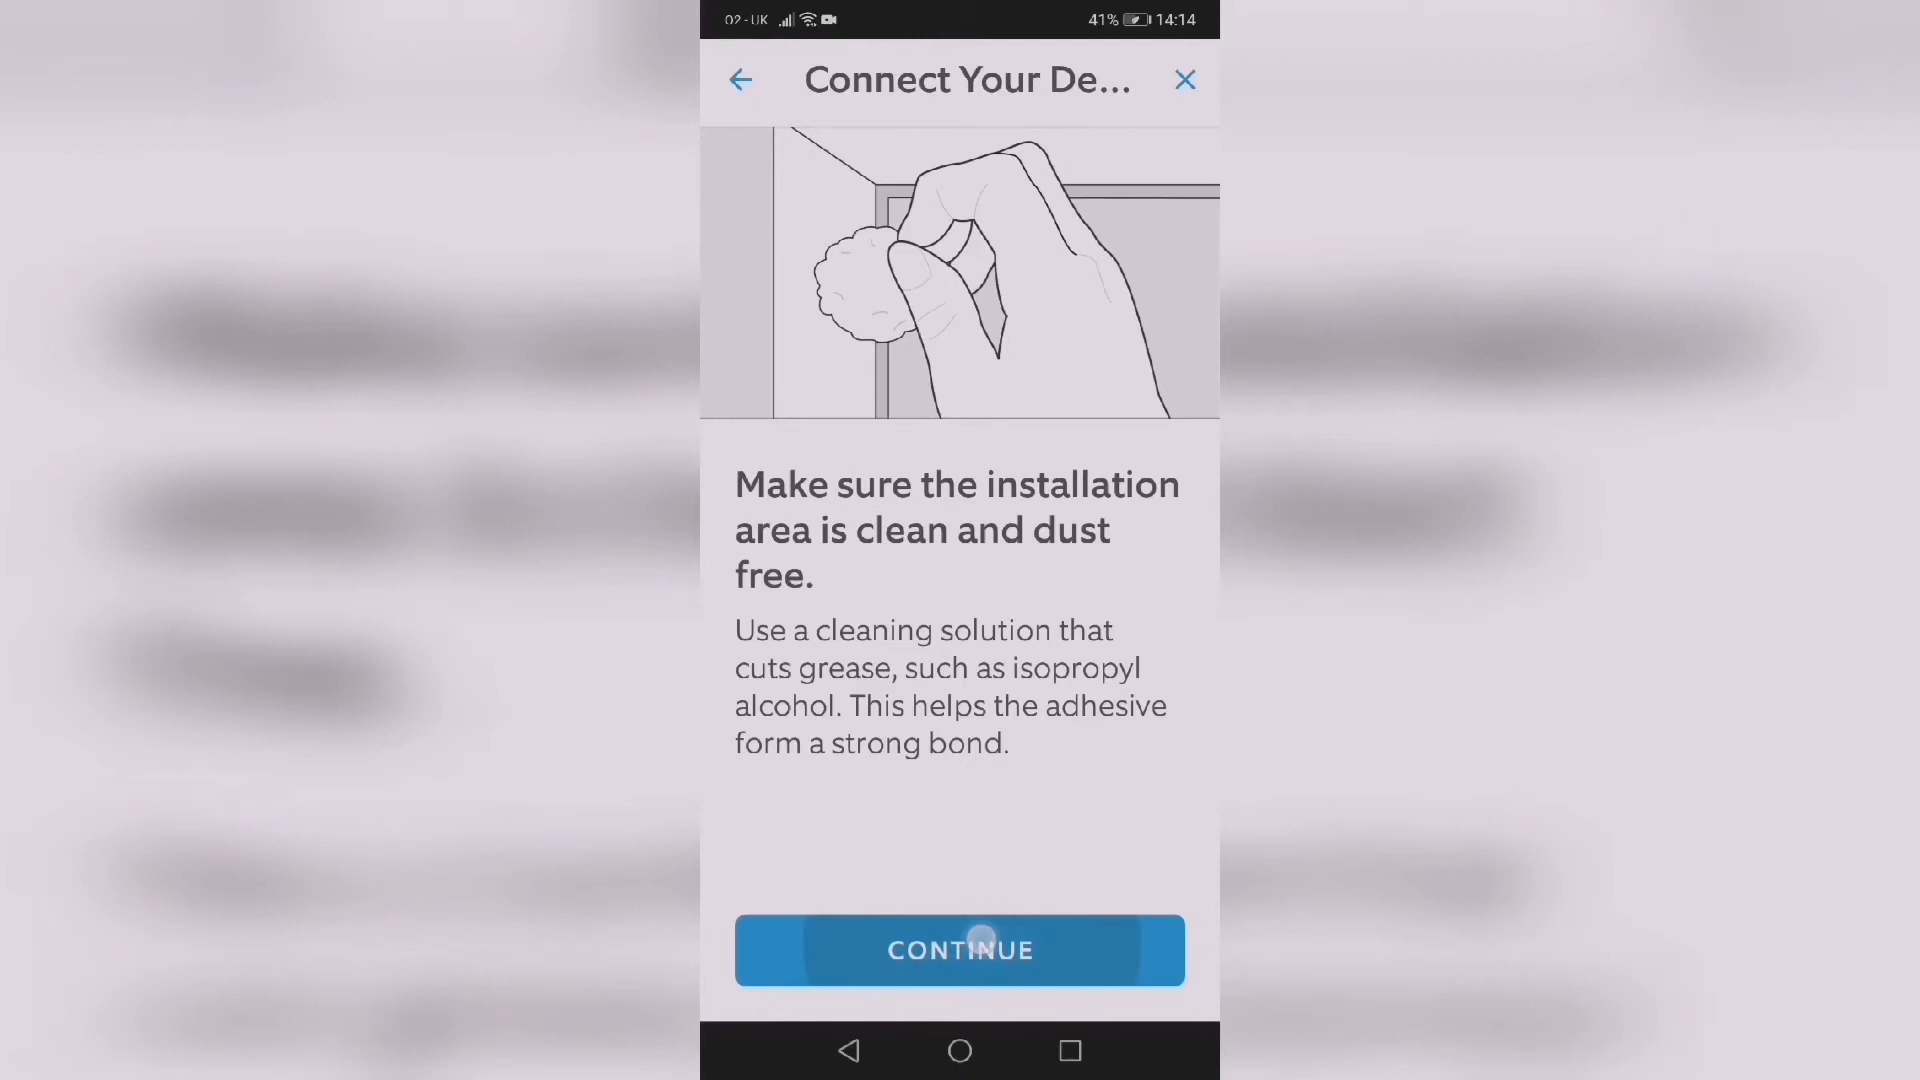 O2 - UK 41% 14:14
Connect Your De...
Make sure the installation
area is clean and dust
free.
Use a cleaning solution that
cuts grease, such as isopropyl
alcohol. This helps the adhesive
form a strong bond.
CONTINUE